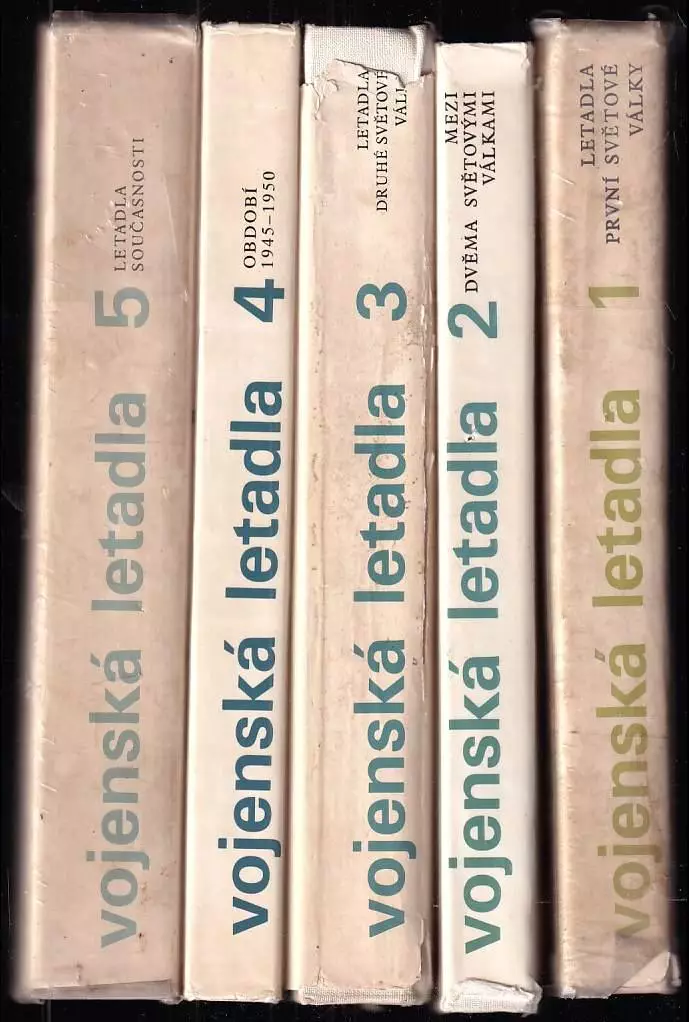 vojenská letadla 5
LETADLA
SOUČASNOSTI
vojenská letadla 4
OBDOBÍ
1945-1950
vojenská letadla 3
LETADLA
DRUHÉ SVĚTOVÉ
vojenská letadla 2
MEZI
DVĚMA SVĚTOVÝMI
VÁLKAMI
vojenská letadla 1
LETADLA
PRVNÍ SVĚTOVÉ
VÁLKY